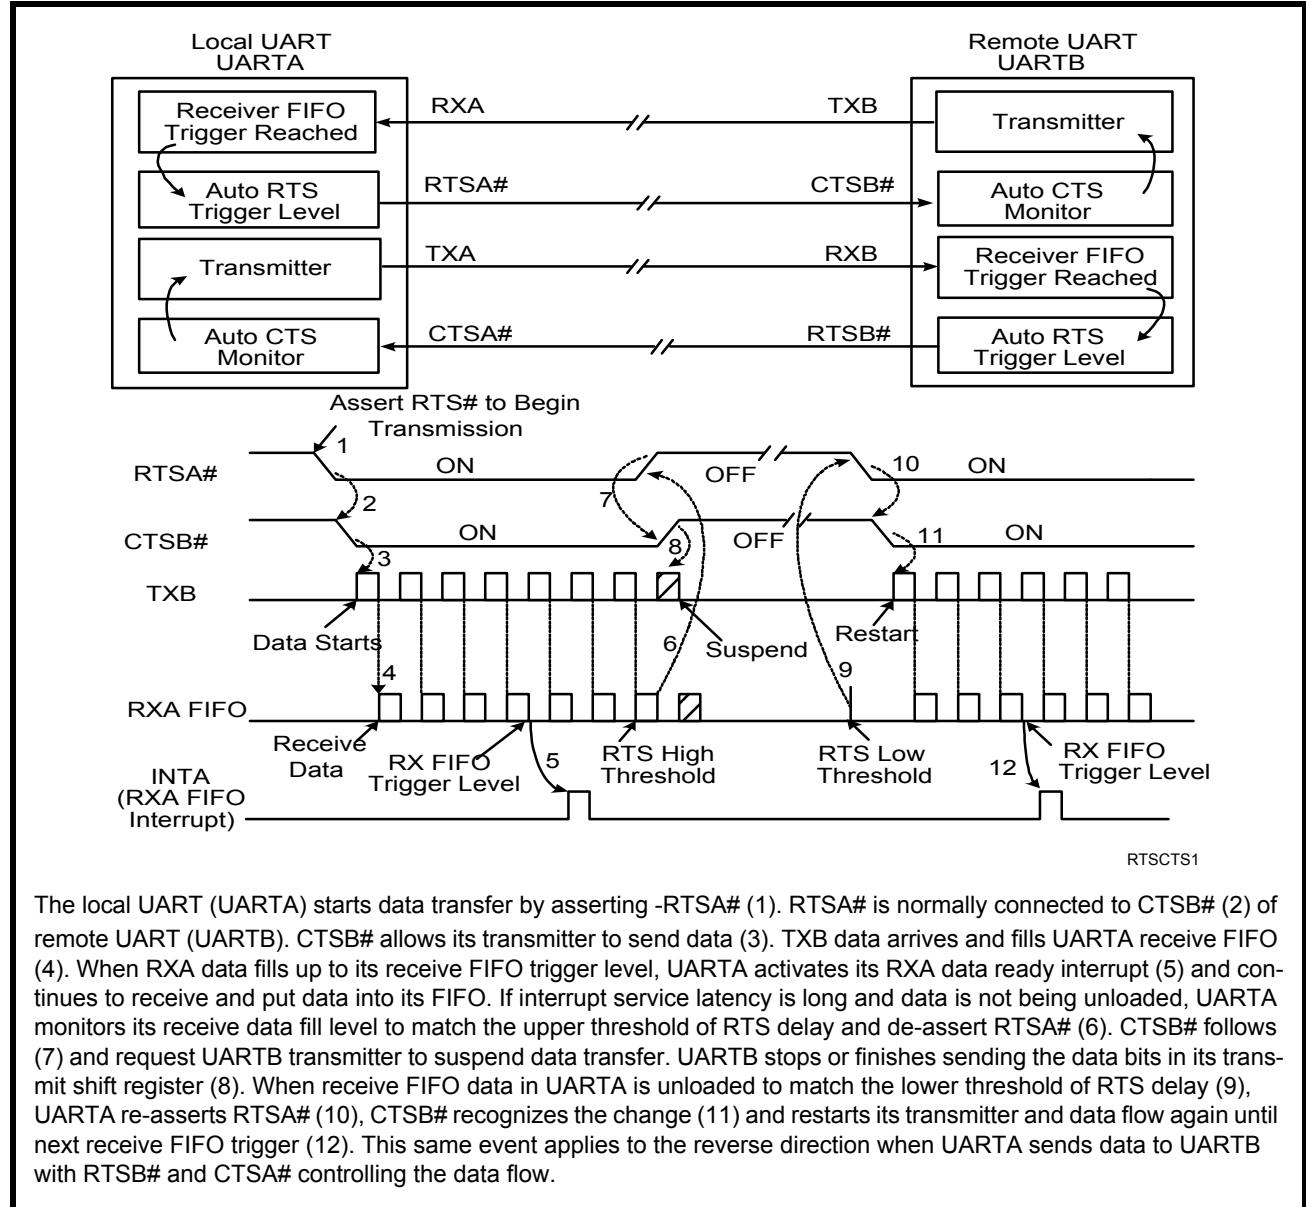 Local UART
UARTA
Remote UART
UARTB
Receiver FIFO
Trigger Reached
RXA
TXB
Transmitter
Auto RTS
Trigger Level
RTSA#
CTSB#
Auto CTS
Monitor
Transmitter
TXA
RXB
Receiver FIFO
Trigger Reached
Auto CTS
Monitor
CTSA#
RTSB#
Auto RTS
Trigger Level
Assert RTS# to Begin
Transmission
1
RTSA#
ON
OFF
10
ON
2
7
CTSB#
ON
8
OFF
11
ON
3
TXB
Data Starts
6
Suspend
Restart
4
9
RXA FIFO
Receive
Data
RX FIFO
Trigger Level
5
RTS High
Threshold
RTS Low
Threshold
12
RX FIFO
Trigger Level
INTA
(RXA FIFO
Interrupt)
RTSCTS1
The local UART (UARTA) starts data transfer by asserting -RTSA# (1). RTSA# is normally connected to CTSB# (2) of
remote UART (UARTB). CTSB# allows its transmitter to send data (3). TXB data arrives and fills UARTA receive FIFO
(4). When RXA data fills up to its receive FIFO trigger level, UARTA activates its RXA data ready interrupt (5) and con-
tinues to receive and put data into its FIFO. If interrupt service latency is long and data is not being unloaded, UARTA
monitors its receive data fill level to match the upper threshold of RTS delay and de-assert RTSA# (6). CTSB# follows
(7) and request UARTB transmitter to suspend data transfer. UARTB stops or finishes sending the data bits in its trans-
mit shift register (8). When receive FIFO data in UARTA is unloaded to match the lower threshold of RTS delay (9),
UARTA re-asserts RTSA# (10), CTSB# recognizes the change (11) and restarts its transmitter and data flow again until
next receive FIFO trigger (12). This same event applies to the reverse direction when UARTA sends data to UARTB
with RTSB# and CTSA# controlling the data flow.